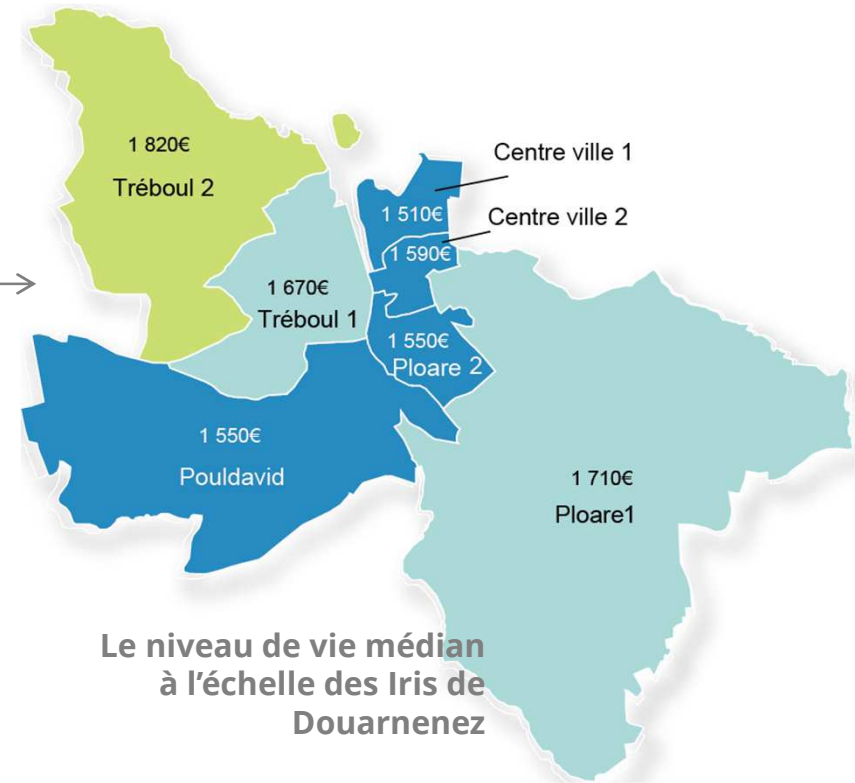 1 820€
Tréboul 2
Centre ville 1
1 510€
Centre ville 2
1 590€
1 670€
Tréboul 1
1 550€
Ploare 2
1 550€
Pouldavid
1 710€
Ploare1
Le niveau de vie médian
à l’échelle des Iris de
Douarnenez